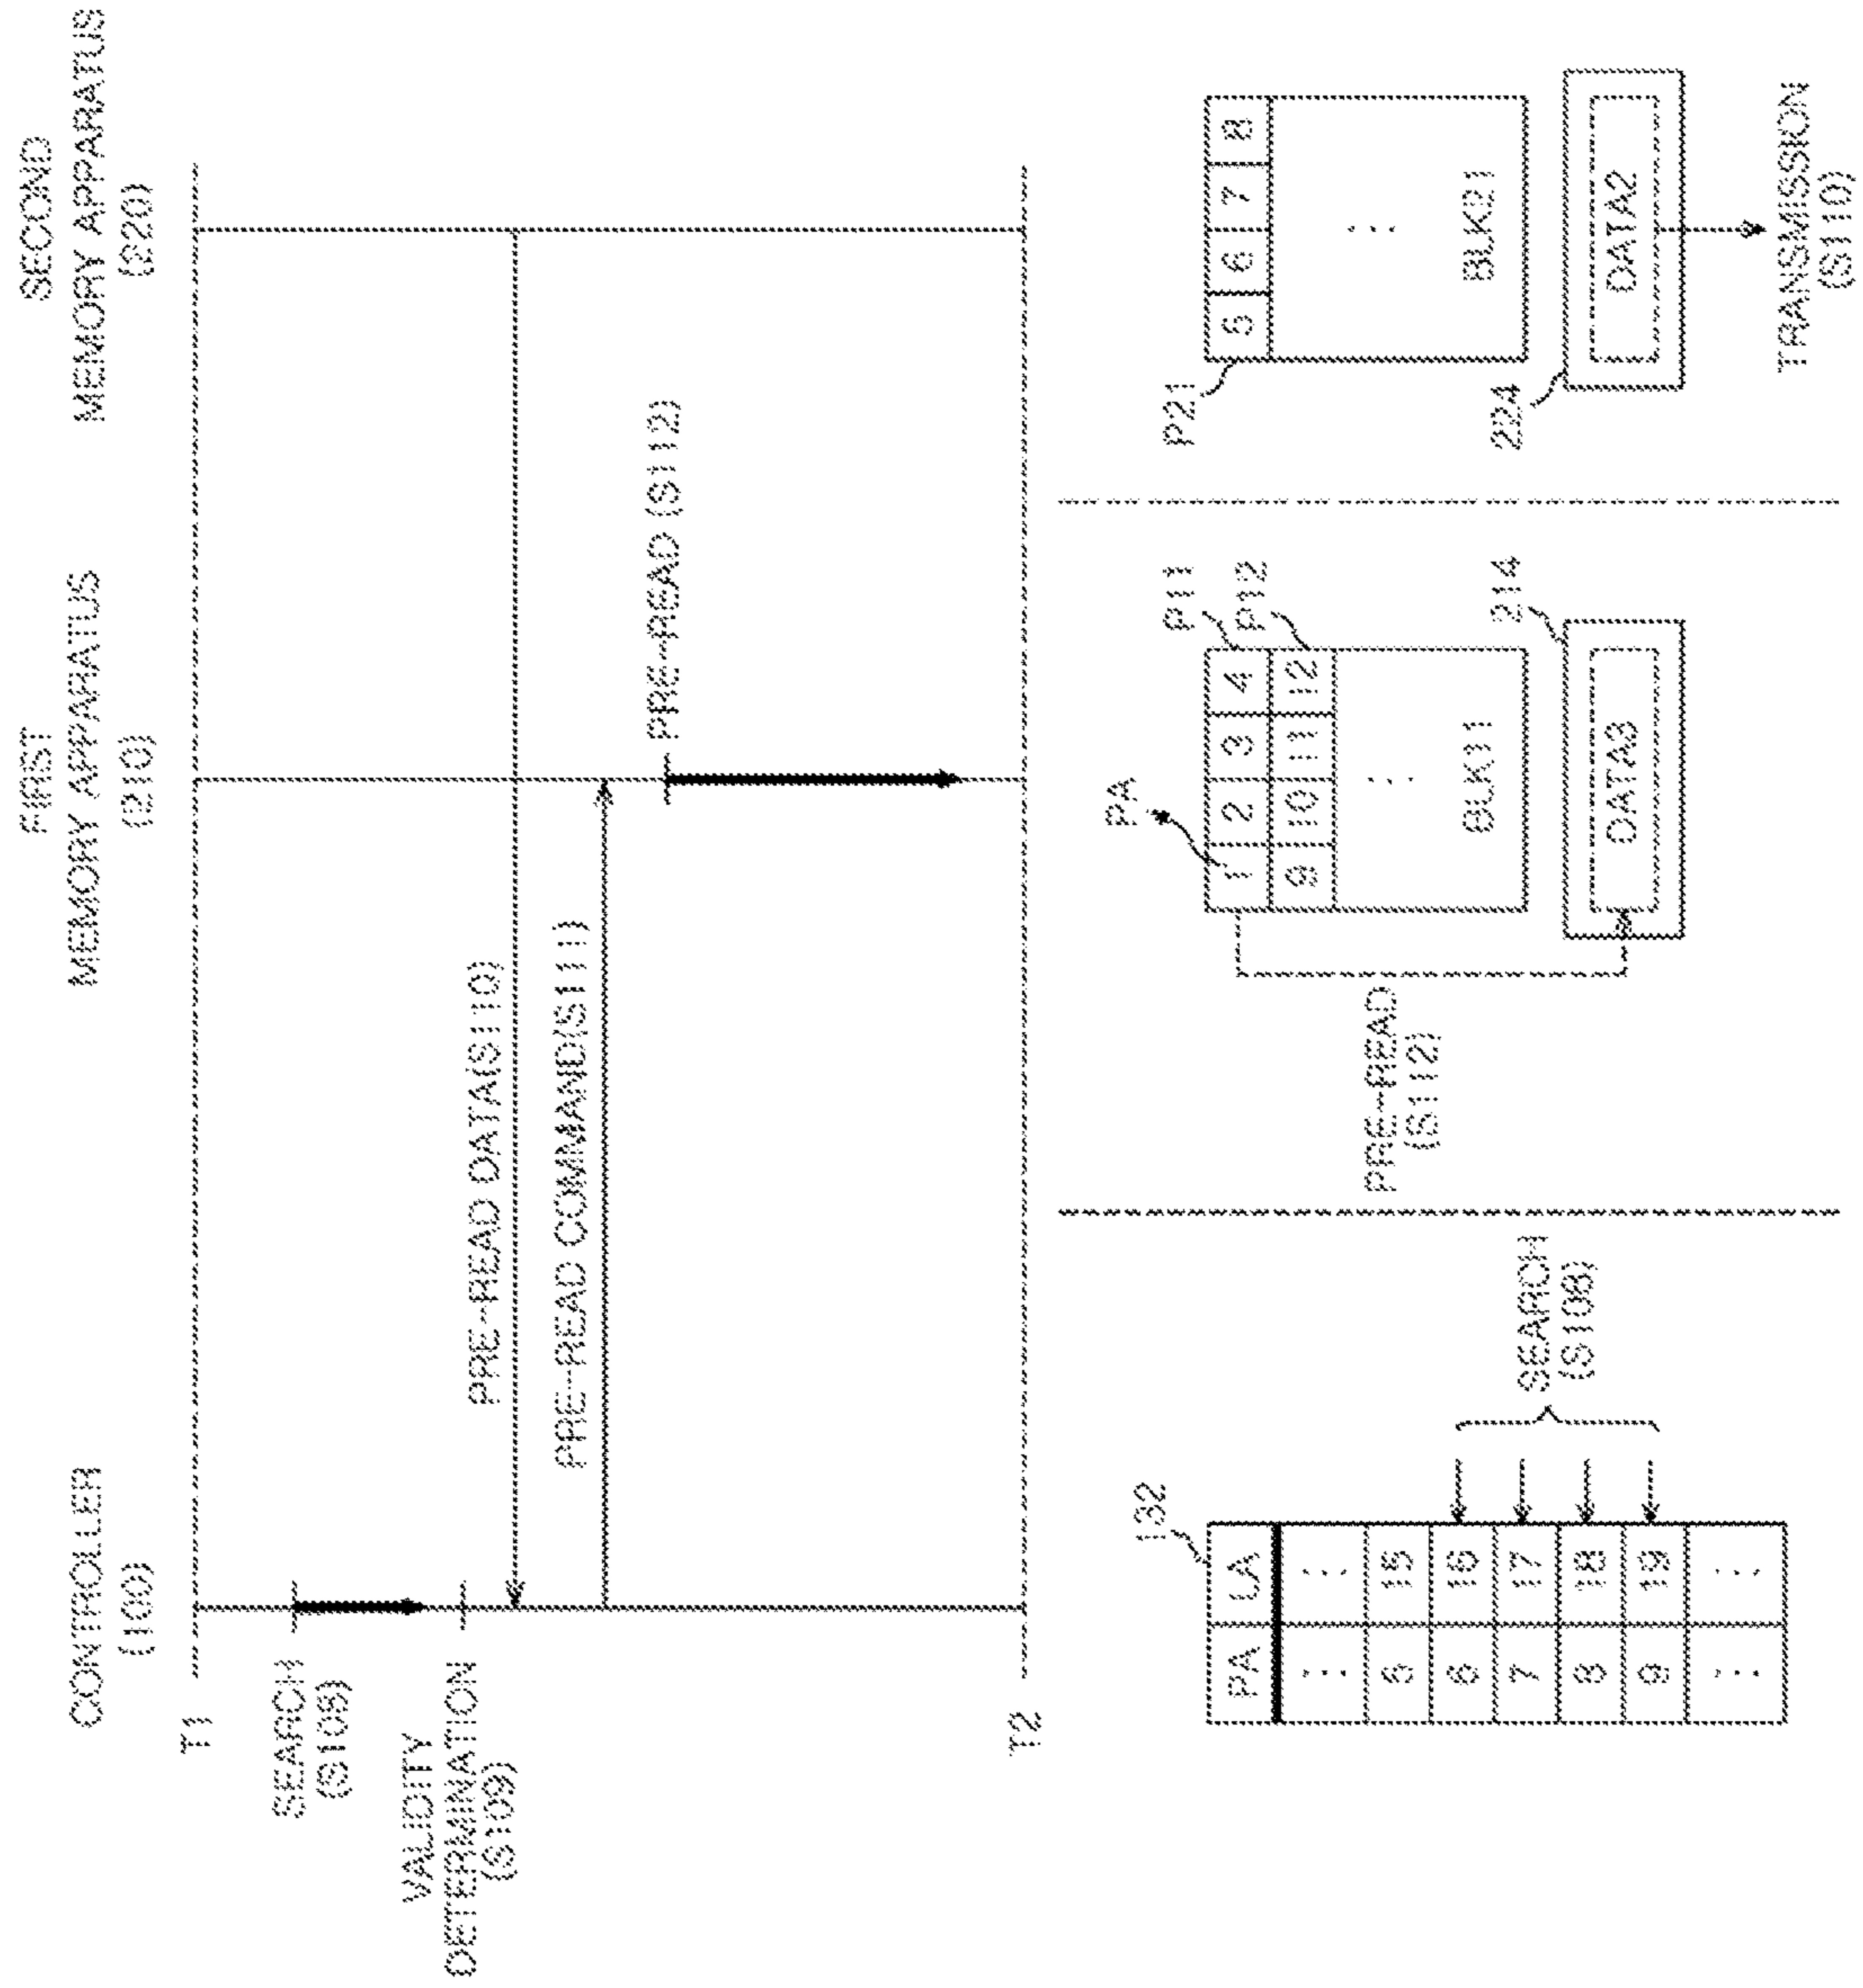 CONTROLLER
(100)
FIRST
MEMORY APPARATUS
(210)
SECOND
MEMORY APPARATUS
(220)
T1
SEARCH
(S108)
VALIDITY
DETERMINATION
(S109)
PRE-READ DATA(S110)
PRE-READ COMMAND(S111)
PRE-READ (S112)
T2
132
PA LA
⋮ ⋮
5 15
6 16
7 17
8 18
9 19
⋮ ⋮
SEARCH
(S108)
PRE-READ
(S112)
PA
P11
P12
1 2 3 4
9 10 11 12
⋮
BLK11
214
DATA3
P21
5 6 7 8
⋮
BLK21
224
DATA2
TRANSMISSION
(S110)